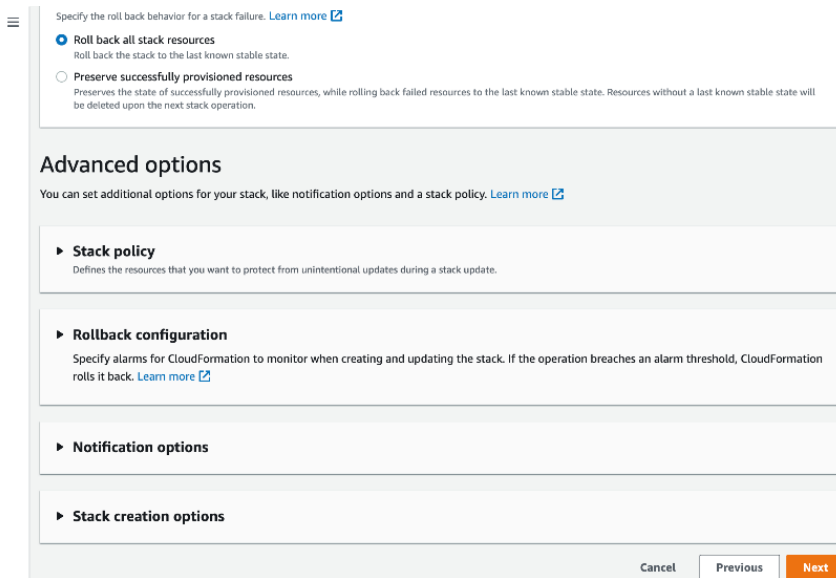 Specify the roll back behavior for a stack failure. Learn more
Roll back all stack resources
Roll back the stack to the last known stable state.
Preserve successfully provisioned resources
Preserves the state of successfully provisioned resources, while rolling back failed resources to the last known stable state. Resources without a last known stable state will
be deleted upon the next stack operation.
Advanced options
You can set additional options for your stack, like notification options and a stack policy. Learn more
Stack policy
Defines the resources that you want to protect from unintentional updates during a stack update.
Rollback configuration
Specify alarms for CloudFormation to monitor when creating and updating the stack. If the operation breaches an alarm threshold, CloudFormation
rolls it back. Learn more
Notification options
Stack creation options
Cancel Previous Next